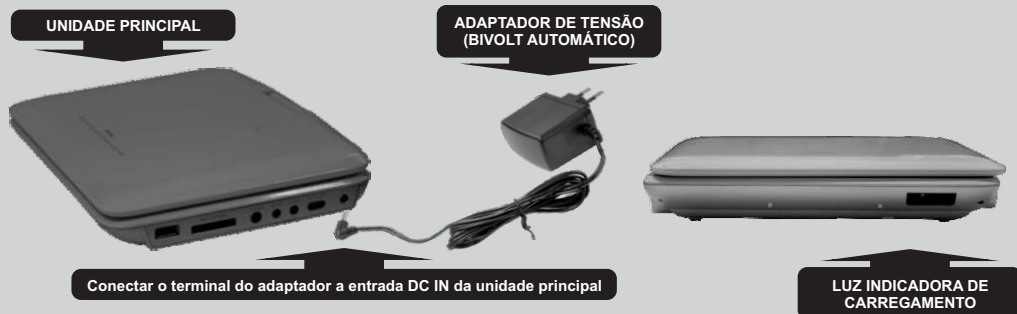 UNIDADE PRINCIPAL
ADAPTADOR DE TENSÃO
(BIVOLT AUTOMÁTICO)
Conectar o terminal do adaptador a entrada DC IN da unidade principal
LUZ INDICADORA DE
CARREGAMENTO